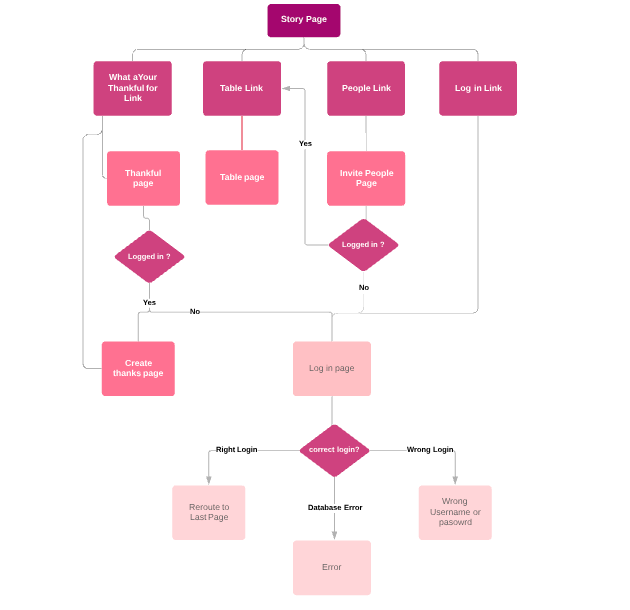 Story Page
What aYour
Thankful for
Link
Table Link
People Link
Log in Link
Yes
Thankful
page
Table page
Invite People
Page
Logged in ?
Logged in ?
No
Yes
No
Create
thanks page
Log in page
correct login?
Right Login
Wrong Login
Reroute to
Last Page
Database Error
Wrong
Username or
pasowrd
Error